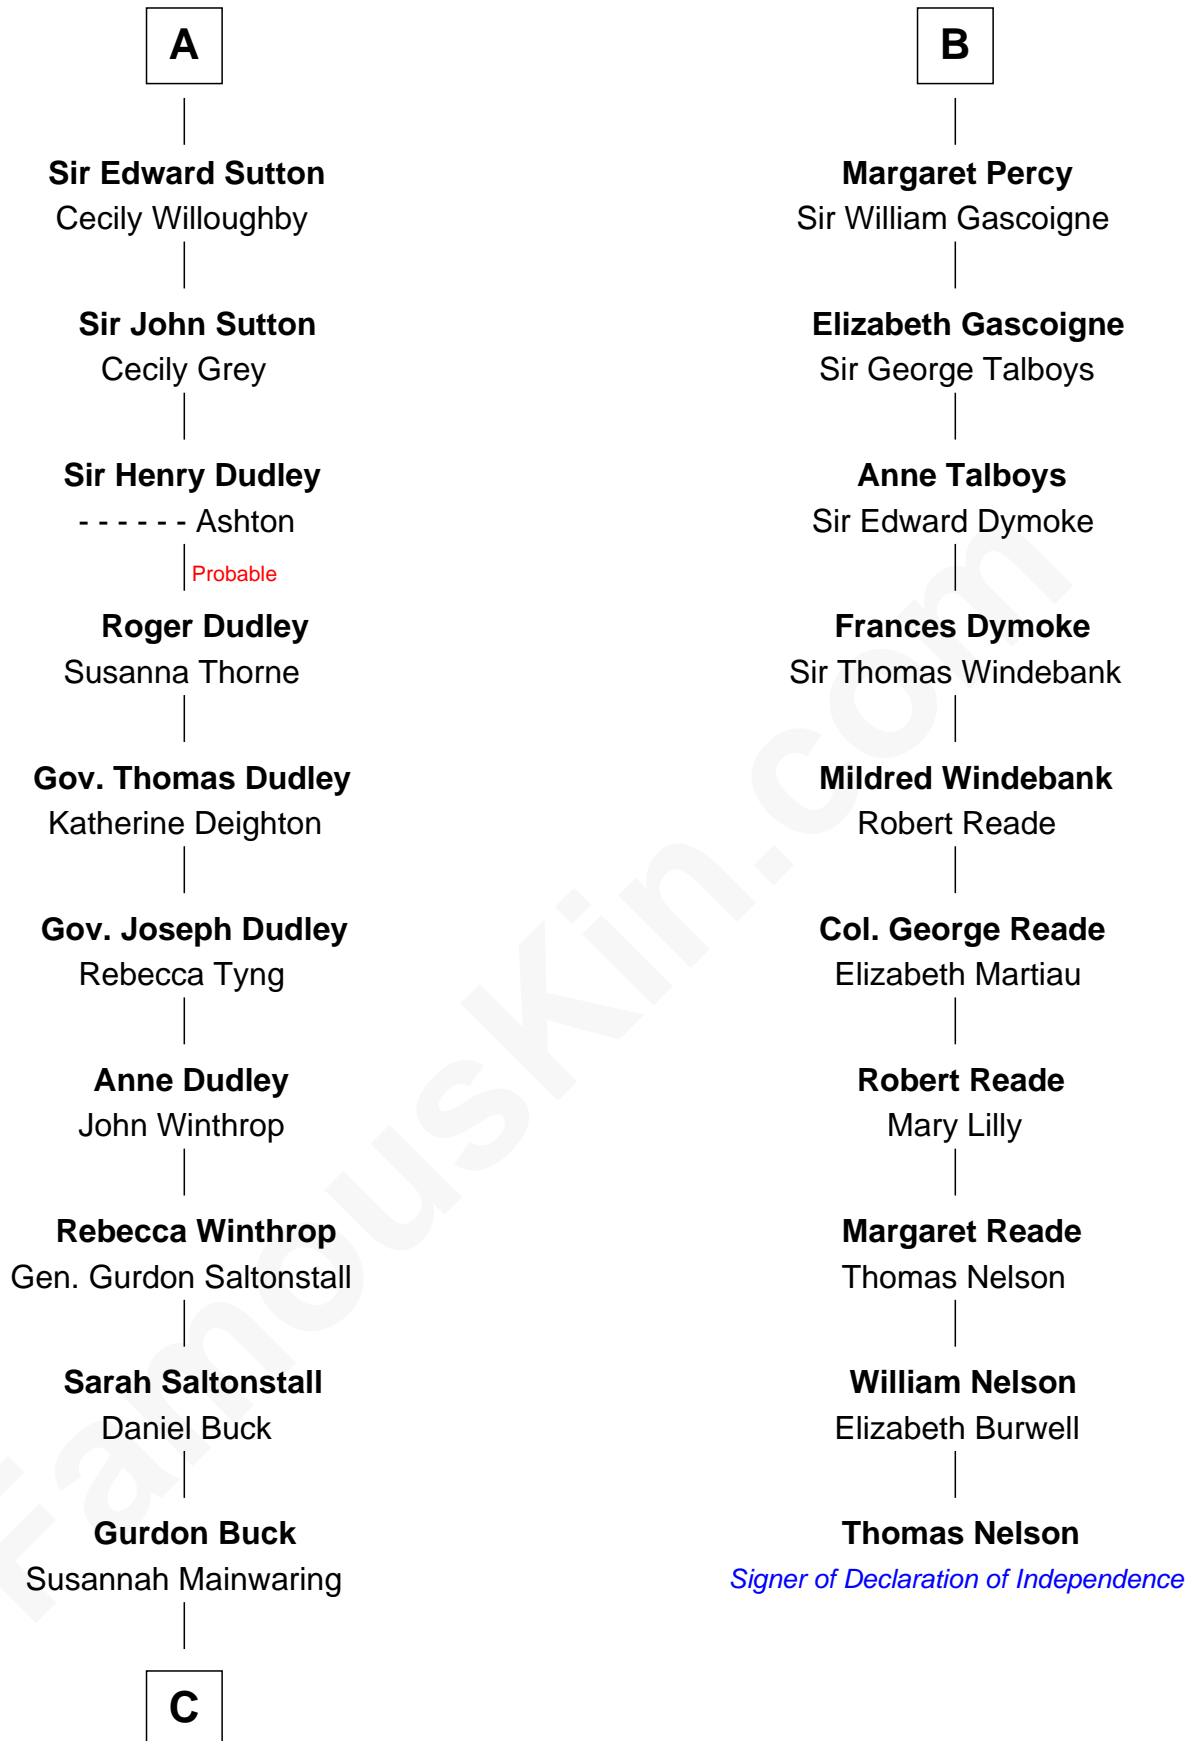 A
Sir Edward Sutton
Cecily Willoughby
Sir John Sutton
Cecily Grey
Sir Henry Dudley
- - - - - - Ashton
Probable
Roger Dudley
Susanna Thorne
Gov. Thomas Dudley
Katherine Deighton
Gov. Joseph Dudley
Rebecca Tyng
Anne Dudley
John Winthrop
Rebecca Winthrop
Gen. Gurdon Saltonstall
Sarah Saltonstall
Daniel Buck
Gurdon Buck
Susannah Mainwaring
C
B
Margaret Percy
Sir William Gascoigne
Elizabeth Gascoigne
Sir George Talboys
Anne Talboys
Sir Edward Dymoke
Frances Dymoke
Sir Thomas Windebank
Mildred Windebank
Robert Reade
Col. George Reade
Elizabeth Martiau
Robert Reade
Mary Lilly
Margaret Reade
Thomas Nelson
William Nelson
Elizabeth Burwell
Thomas Nelson
Signer of Declaration of Independence
FamousKin.com